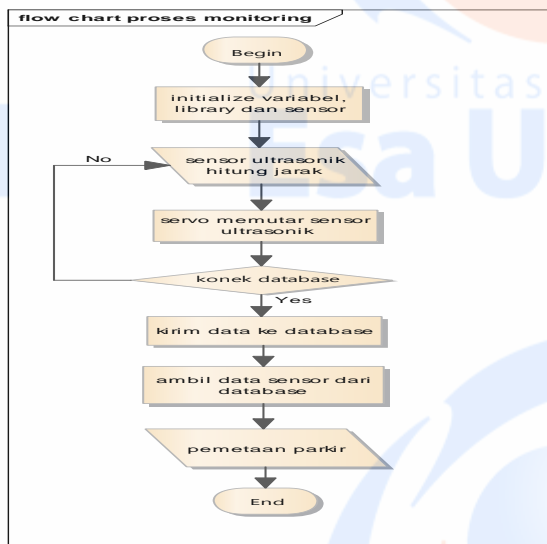 flow chart proses monitoring
Begin
Universitas
initialize variabel,
library dan sensor
Esa U
No
sensor ultrasonik
hitung jarak
servo memutar sensor
ultrasonik
konek database
Yes
kirim data ke database
ambil data sensor dari
database
pemetaan parkir
End